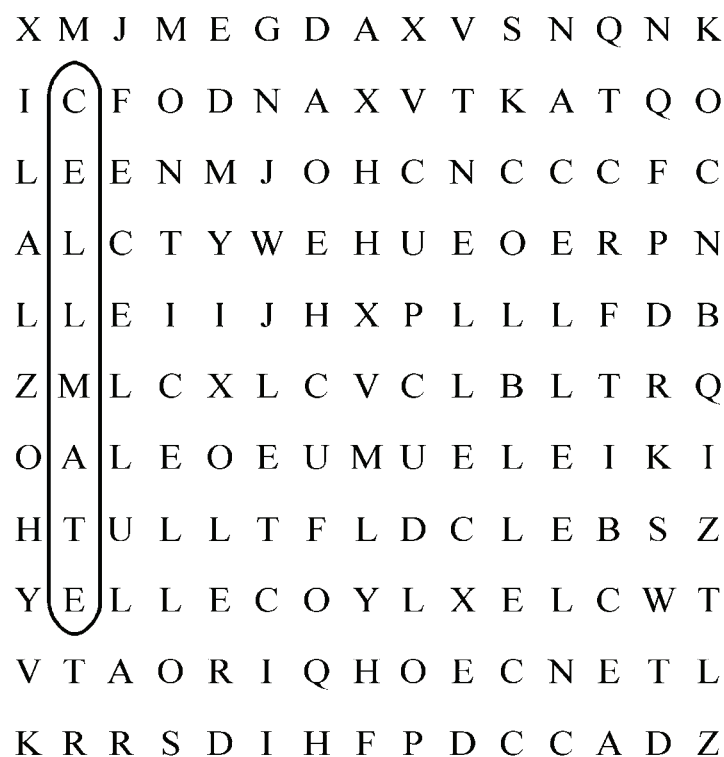 X M J M E G D A X V S N Q N K
I C F O D N A X V T K A T Q O
L E E N M J O H C N C C C F C
A L C T Y W E H U E O E R P N
L L E I I J H X P L L L F D B
Z M L C X L C V C L B L T R Q
O A L E O E U M U E L E I K I
H T U L L T F L D C L E B S Z
Y E L L E C O Y L X E L C W T
V T A O R I Q H O E C N E T L
K R R S D I H F P D C C A D Z